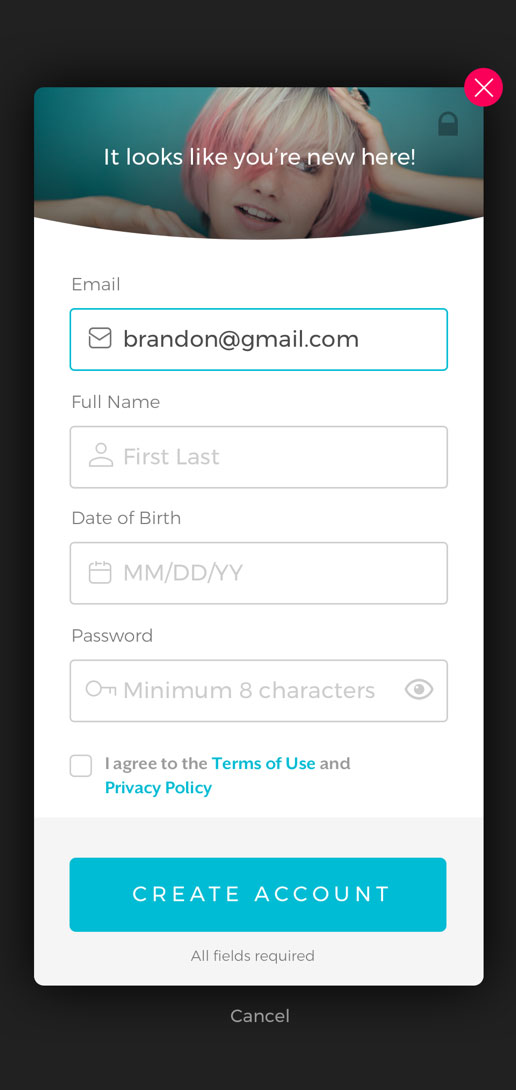 It looks like you’re new here!
Email
brandon@gmail.com
Full Name
First Last
Date of Birth
MM/DD/YY
Password
Minimum 8 characters
I agree to the Terms of Use and
Privacy Policy
CREATE ACCOUNT
All fields required
Cancel